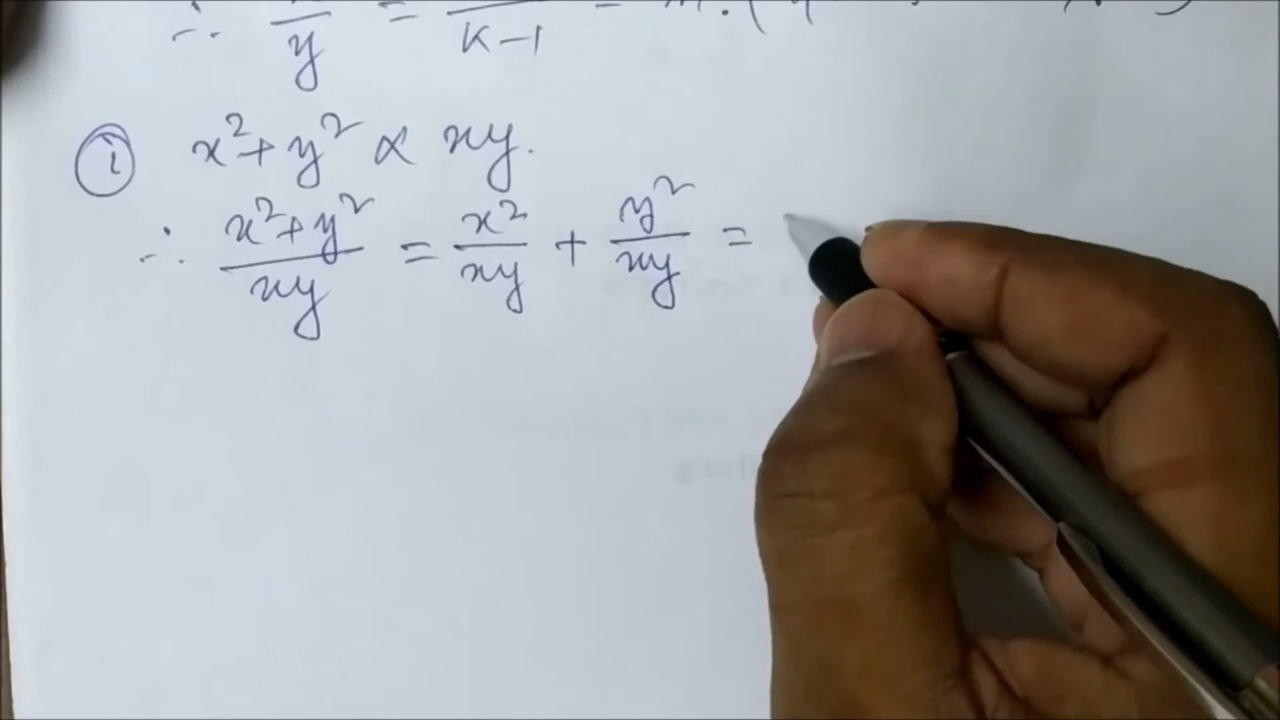 ∴ x/y = /K-1 = m.(
(i) x²+y² ∝ xy.
∴ x²+y²/xy = x²/xy + y²/xy =